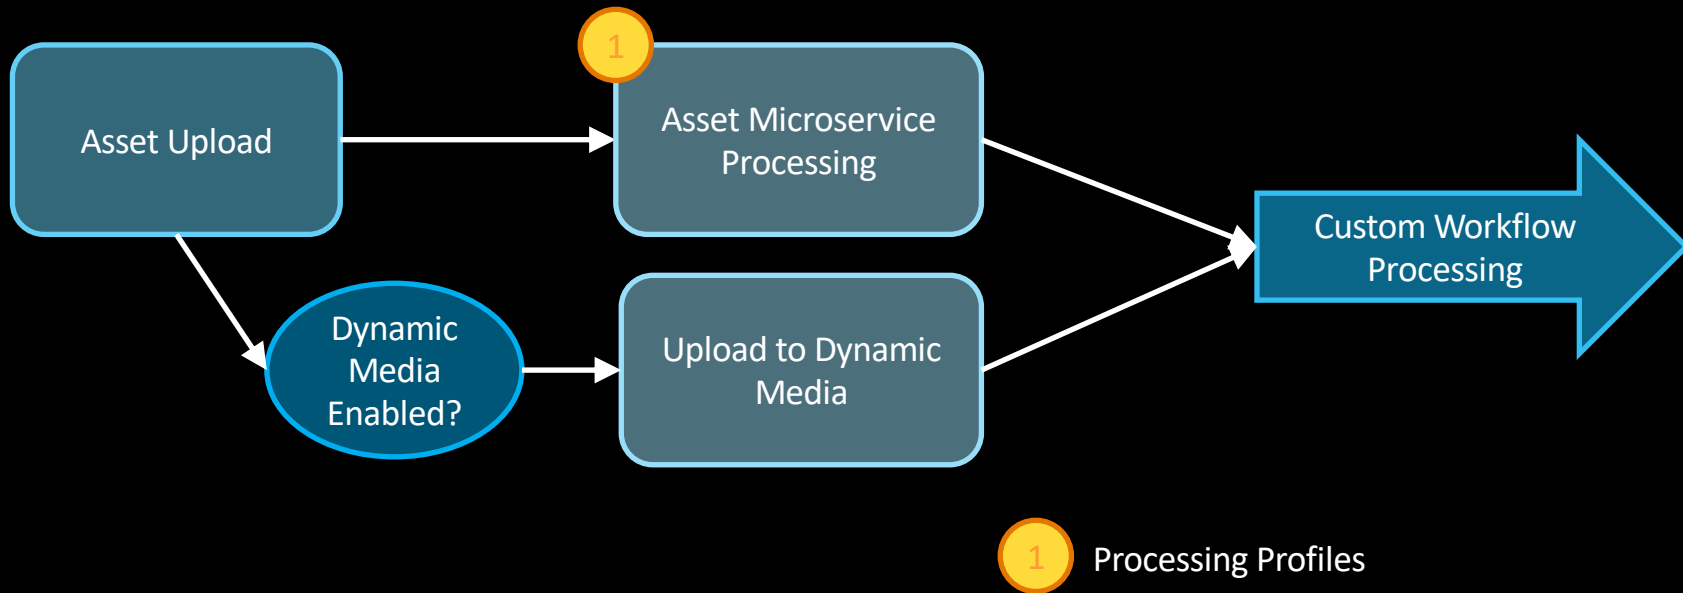 1
Asset Upload
Asset Microservice
Processing
Dynamic
Media
Enabled?
Upload to Dynamic
Media
Custom Workflow
Processing
1 Processing Profiles